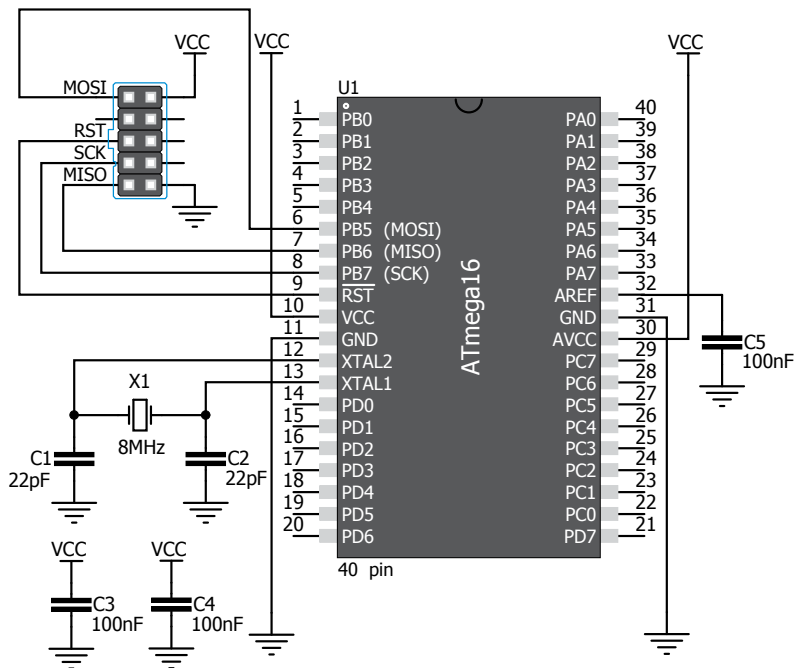 VCC
VCC
VCC
MOSI
RST
SCK
MISO
U1
1 PB0
2 PB1
3 PB2
4 PB3
5 PB4
6 PB5 (MOSI)
7 PB6 (MISO)
8 PB7 (SCK)
9 RST
10 VCC
11 GND
12 XTAL2
13 XTAL1
14 PD0
15 PD1
16 PD2
17 PD3
18 PD4
19 PD5
20 PD6
ATmega16
PA0 40
PA1 39
PA2 38
PA3 37
PA4 36
PA5 35
PA6 34
PA7 33
AREF 32
GND 31
AVCC 30
PC7 29
PC6 28
PC5 27
PC4 26
PC3 25
PC2 24
PC1 23
PC0 22
PD7 21
40 pin
C5
100nF
X1
8MHz
C1
22pF
C2
22pF
VCC
C3
100nF
VCC
C4
100nF